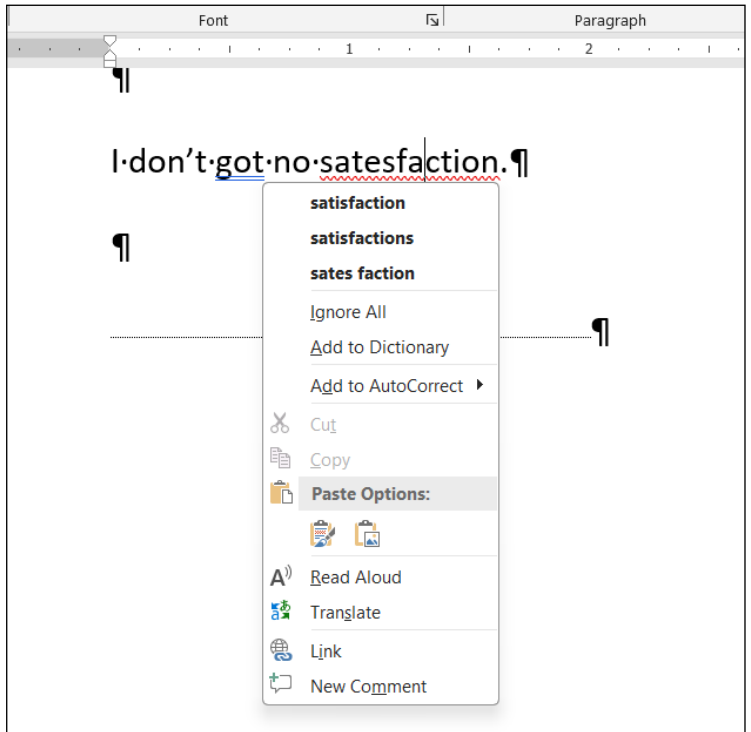 Font Paragraph
1 2
¶
I·don’t·got·no·satesfaction.¶
satisfaction
satisfactions
¶
sates faction
Ignore All
¶
Add to Dictionary
Add to AutoCorrect
Cut
Copy
Paste Options:
Read Aloud
Translate
Link
New Comment